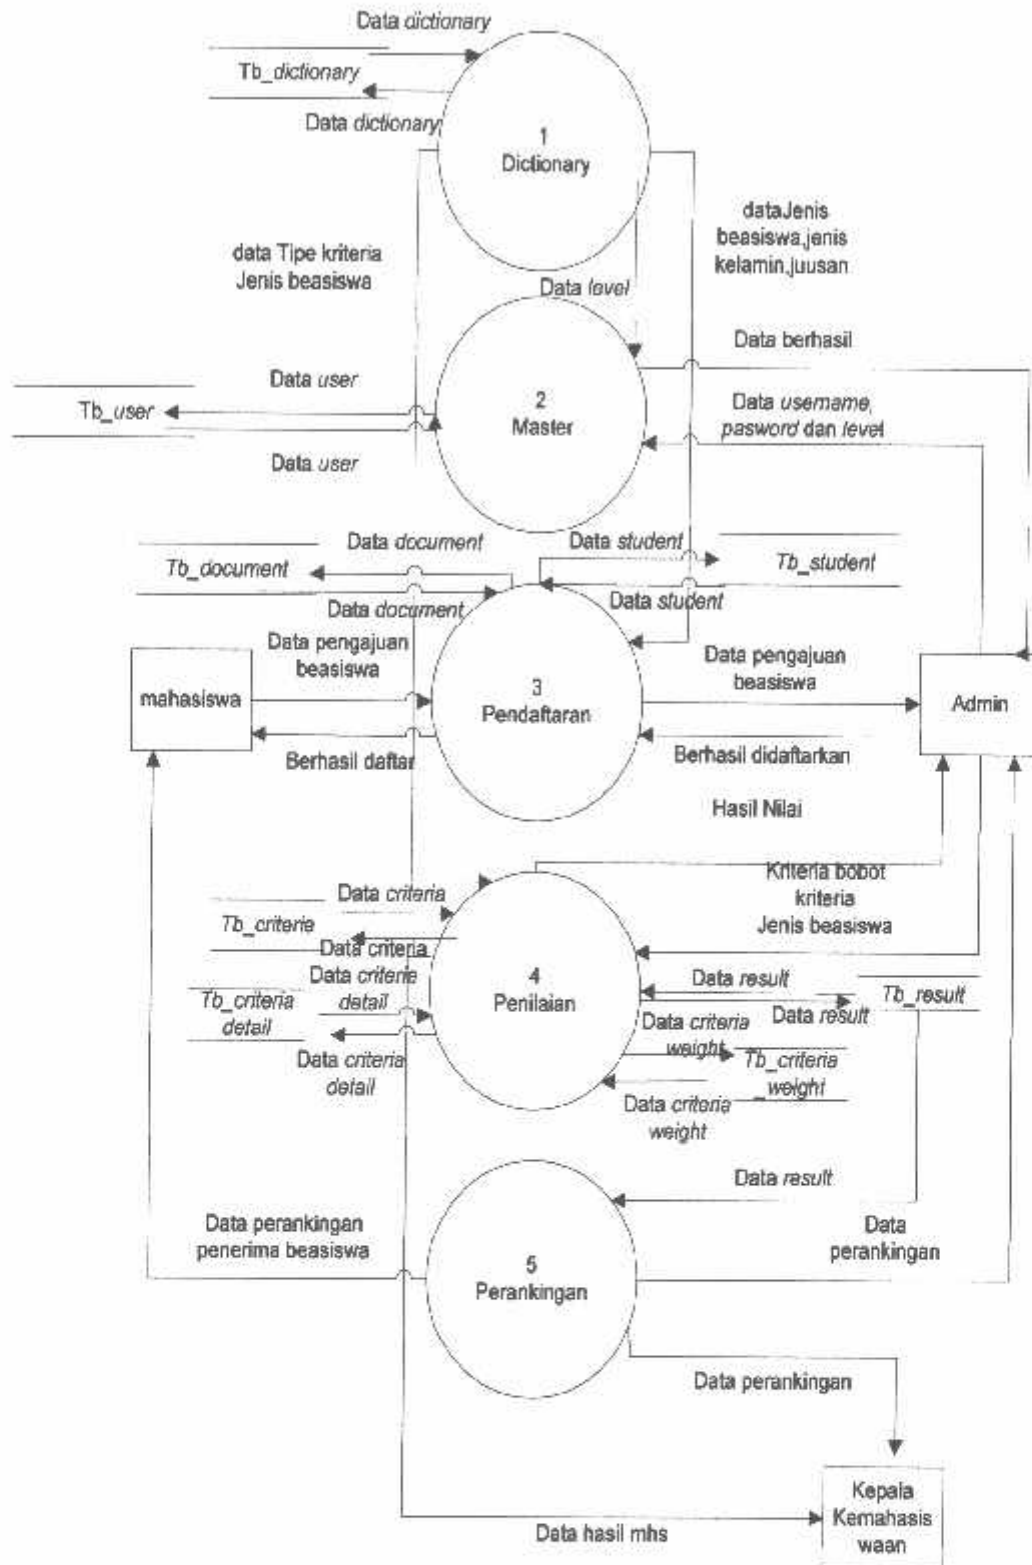 Data dictionary
Tb_dictionary
Data dictionary
1
Dictionary
dataJenis
beasiswa,jenis
kelamin,juusan
data Tipe kriteria
Jenis beasiswa
Data level
Data berhasil
Data user
Tb_user
2
Master
Data username,
pasword dan level
Data user
Data document
Data student
Tb_document
Tb_student
Data document
Data student
Data pengajuan
beasiswa
Data pengajuan
beasiswa
mahasiswa
3
Pendaftaran
Admin
Berhasil daftar
Berhasil didaftarkan
Hasil Nilai
Data criteria
Kriteria bobot
kriteria
Jenis beasiswa
Tb_criteria
Data criteria
Data criteria
detail
Tb_criteria
detail
4
Penilaian
Data result
Tb_result
Data result
Data criteria
weight
Data criteria
detail
Tb_criteria
_weight
Data criteria
weight
Data result
Data perankingan
penerima beasiswa
Data
perankingan
5
Perankingan
Data perankingan
Kepala
Kemahasis
waan
Data hasil mhs